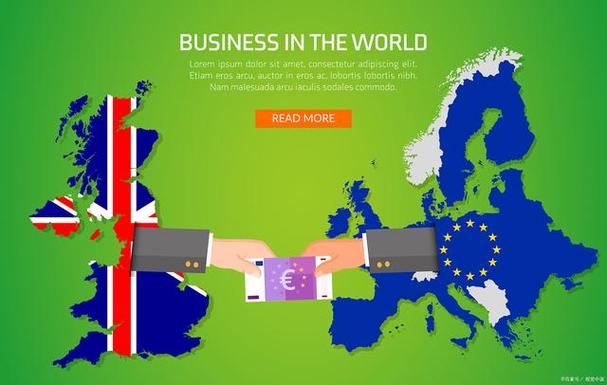 BUSINESS IN THE WORLD
Lorem ipsum dolor sit amet, consectetur adipiscing elit.
Etiam eros arcu, auctor in eros id, lobortis lobortis nibh.
Nam malesuada arcu iaculis sodales commodo.
READ MORE
€